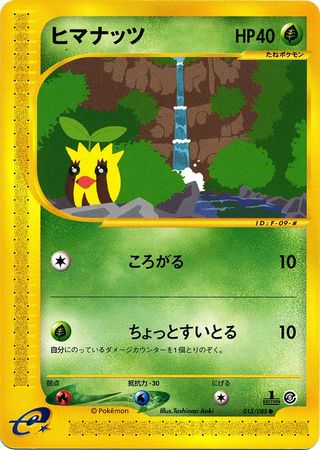 ヒマナッツ HP40
たねポケモン
ID:F-09-#
ころがる 10
ちょっとすいとる 10
自分にのっているダメージカウンターを1個とりのぞく。
弱点 抵抗力-30 にげる
© Pokémon Illus.Toshinao Aoki 013/088● 1 EDITION
e